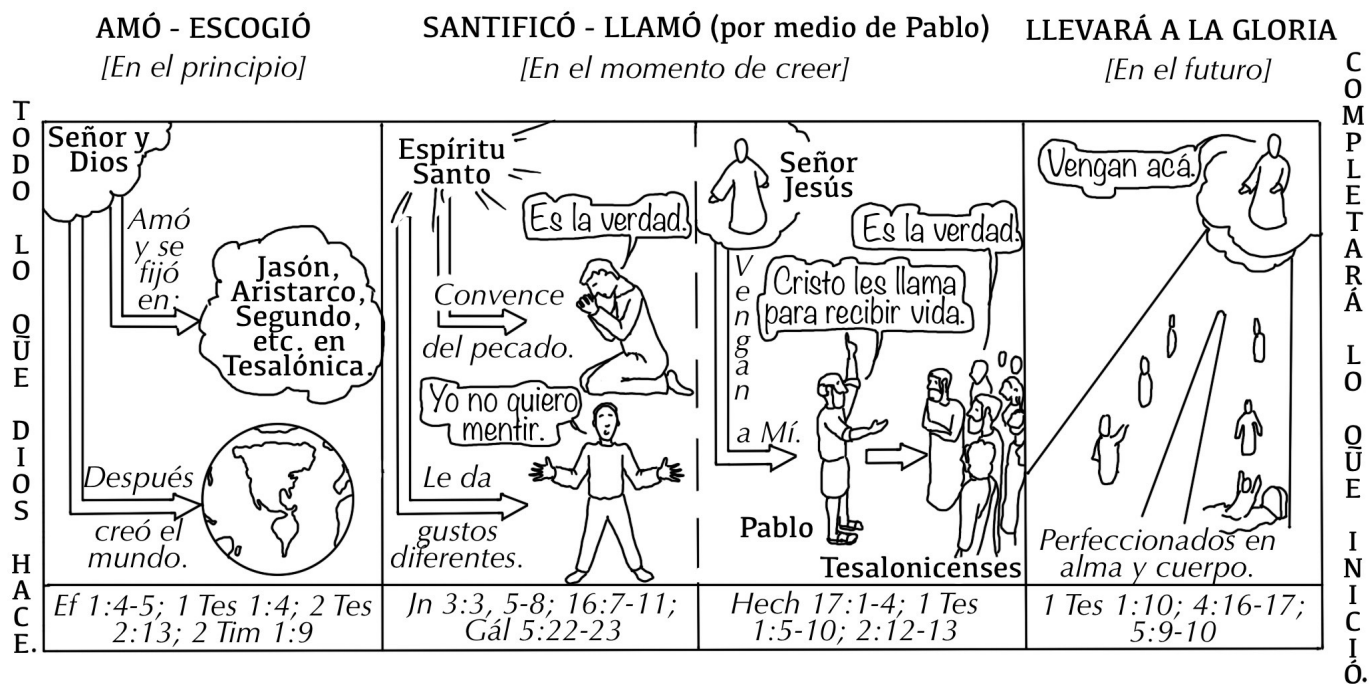 AMÓ - ESCOGIÓ
[En el principio]
SANTIFICÓ - LLAMÓ (por medio de Pablo)
[En el momento de creer]
LLEVARÁ A LA GLORIA
[En el futuro]
TODO LO QUE DIOS HACE.
Señor y
Dios
Amó
y se
fijó
en:
Jasón,
Aristarco,
Segundo,
etc. en
Tesalónica.
Después
creó el
mundo.
Ef 1:4-5; 1 Tes 1:4; 2 Tes
2:13; 2 Tim 1:9
Espíritu
Santo
Es la verdad.
Convence
del pecado.
Yo no quiero
mentir.
Le da
gustos
diferentes.
Jn 3:3, 5-8; 16:7-11;
Gál 5:22-23
Señor
Jesús
Es la verdad.
Cristo les llama
para recibir vida.
Vengan
a Mí.
Pablo
Tesalonicenses
Hech 17:1-4; 1 Tes
1:5-10; 2:12-13
Vengan acá.
Perfeccionados en
alma y cuerpo.
1 Tes 1:10; 4:16-17;
5:9-10
COMPLETARÁ LO QUE INICIÓ.